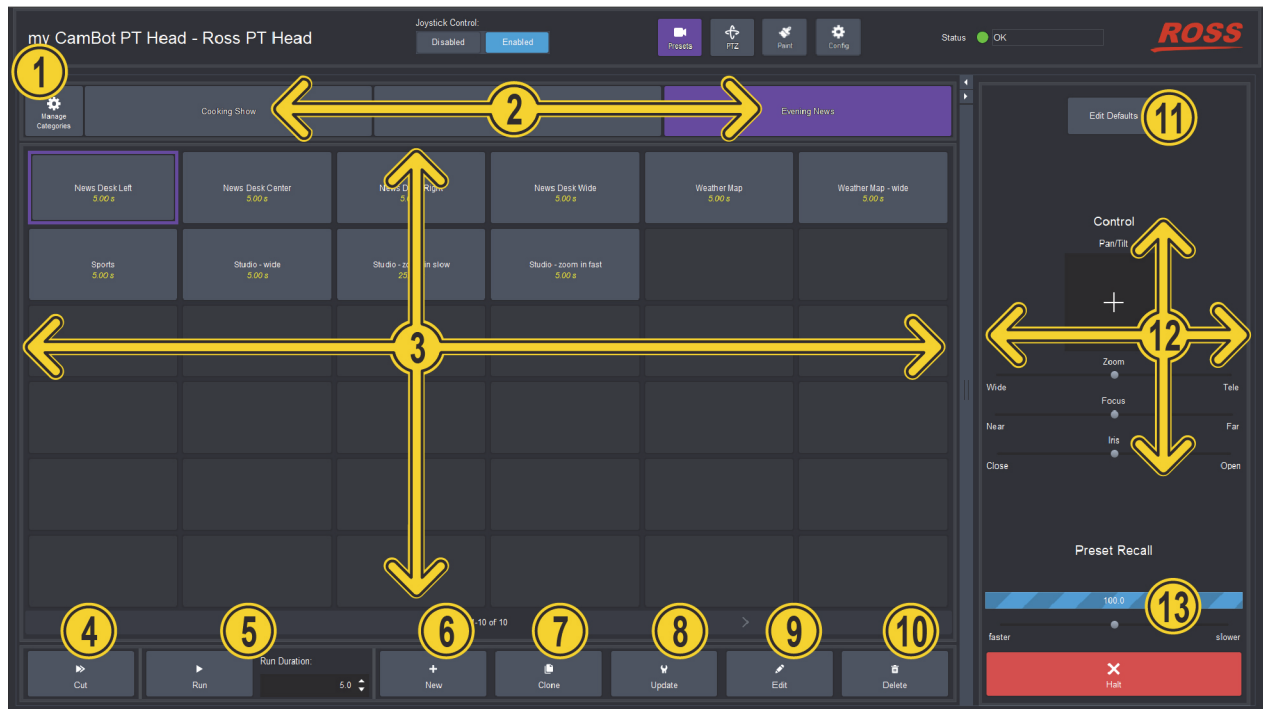 my CamBot PT Head - Ross PT Head
Joystick Control:
Disabled
Enabled
Presets
PTZ
Paint
Config
Status
OK
ROSS
1
Manage
Categories
Cooking Show
2
Evening News
Edit Defaults
11
News Desk Left
5.00 s
News Desk Center
5.00 s
News Desk Wide
5.00 s
Weather Map
5.00 s
Weather Map - wide
5.00 s
Sports
5.00 s
Studio - wide
5.00 s
in slow
Studio - zoom in fast
5.00 s
3
Control
Pan/Tilt
12
Zoom
Wide
Tele
Focus
Near
Far
Iris
Close
Open
Preset Recall
100.0
13
faster
slower
Halt
-10 of 10
4
Cut
5
Run
Run Duration:
5.0
6
New
7
Clone
8
Update
9
Edit
10
Delete